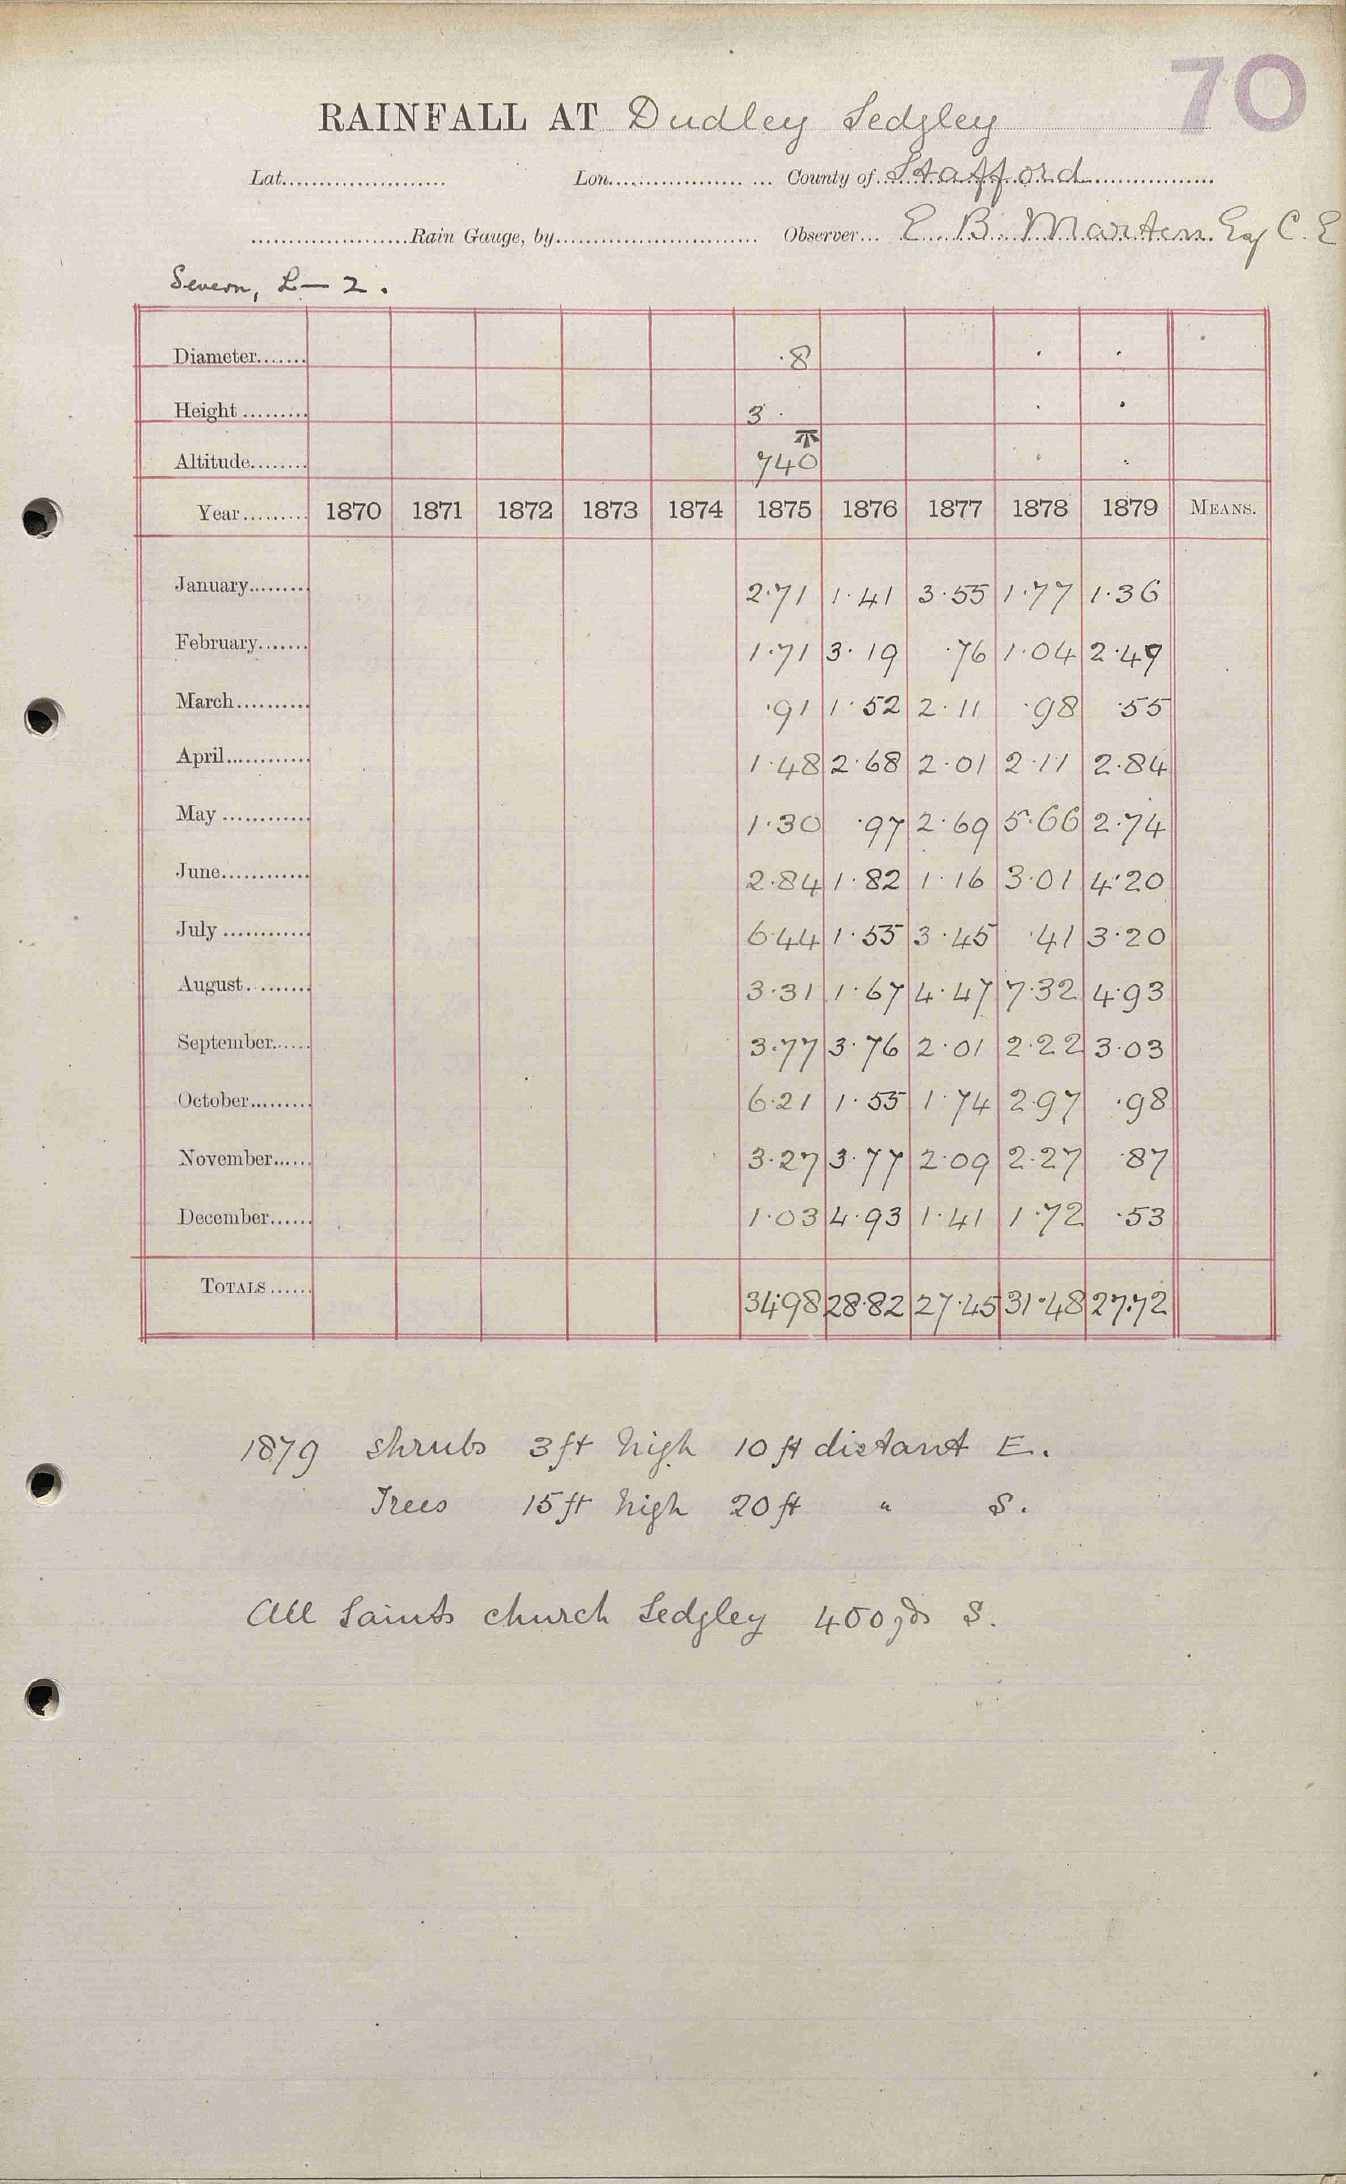 70
RAINFALL AT Dudley Sedgley
Lat. Lon. County of Stafford
Rain Gauge, by Observer E B Marten Esq C. E
Severn, L—2.
Diameter ·8
Height 3 ·
Altitude 740
Year 1870 1871 1872 1873 1874 1875 1876 1877 1878 1879 MEANS.
January 2·71 1·41 3·55 1·77 1·36
February 1·71 3·19 ·76 1·04 2·49
March ·91 1·52 2·11 ·98 ·55
April 1·48 2·68 2·01 2·11 2·84
May 1·30 ·97 2·69 5·66 2·74
June 2·84 1·82 1·16 3·01 4·20
July 6·44 1·55 3·45 ·41 3·20
August 3·31 1·67 4·47 7·32 4·93
September 3·77 3·76 2·01 2·22 3·03
October 6·21 1·55 1·74 2·97 ·98
November 3·27 3·77 2·09 2·27 ·87
December 1·03 4·93 1·41 1·72 ·53
TOTALS 34·98 28·82 27·45 31·48 27·72
1879 shrubs 3ft high 10 ft distant E.
Trees 15ft high 20ft " S.
All Saints church Sedgley 400 yds S.